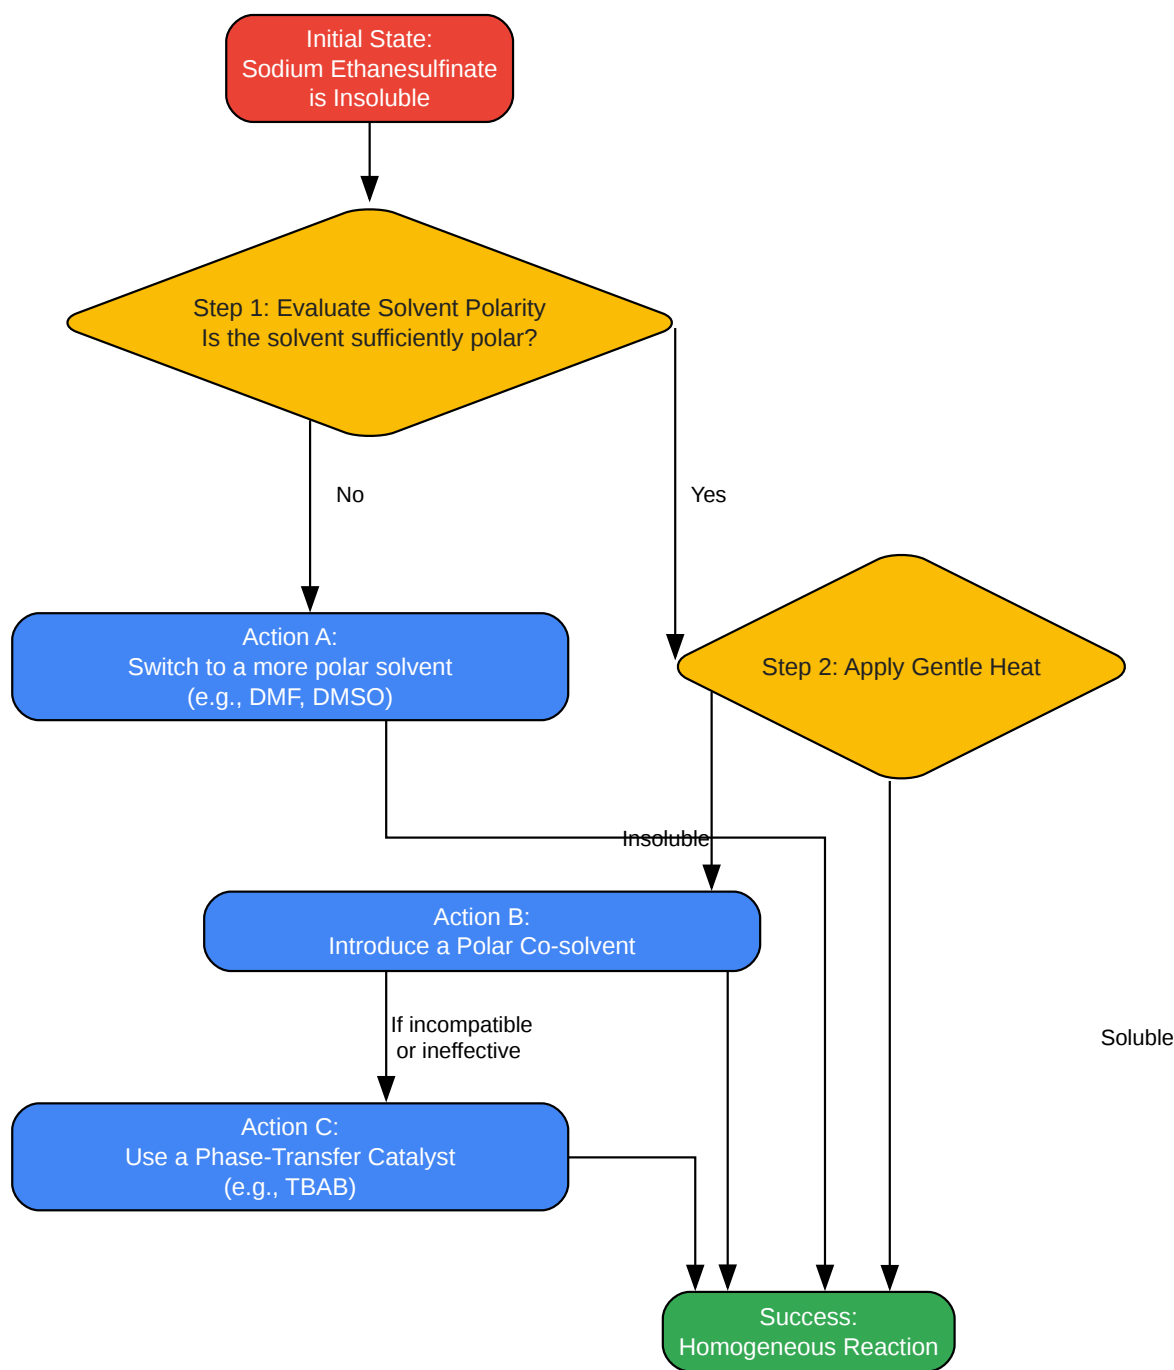 Initial State:
Sodium Ethanesulfinate
is Insoluble
Step 1: Evaluate Solvent Polarity
Is the solvent sufficiently polar?
No
Yes
Action A:
Switch to a more polar solvent
(e.g., DMF, DMSO)
Step 2: Apply Gentle Heat
Insoluble
Action B:
Introduce a Polar Co-solvent
If incompatible
or ineffective
Soluble
Action C:
Use a Phase-Transfer Catalyst
(e.g., TBAB)
Success:
Homogeneous Reaction